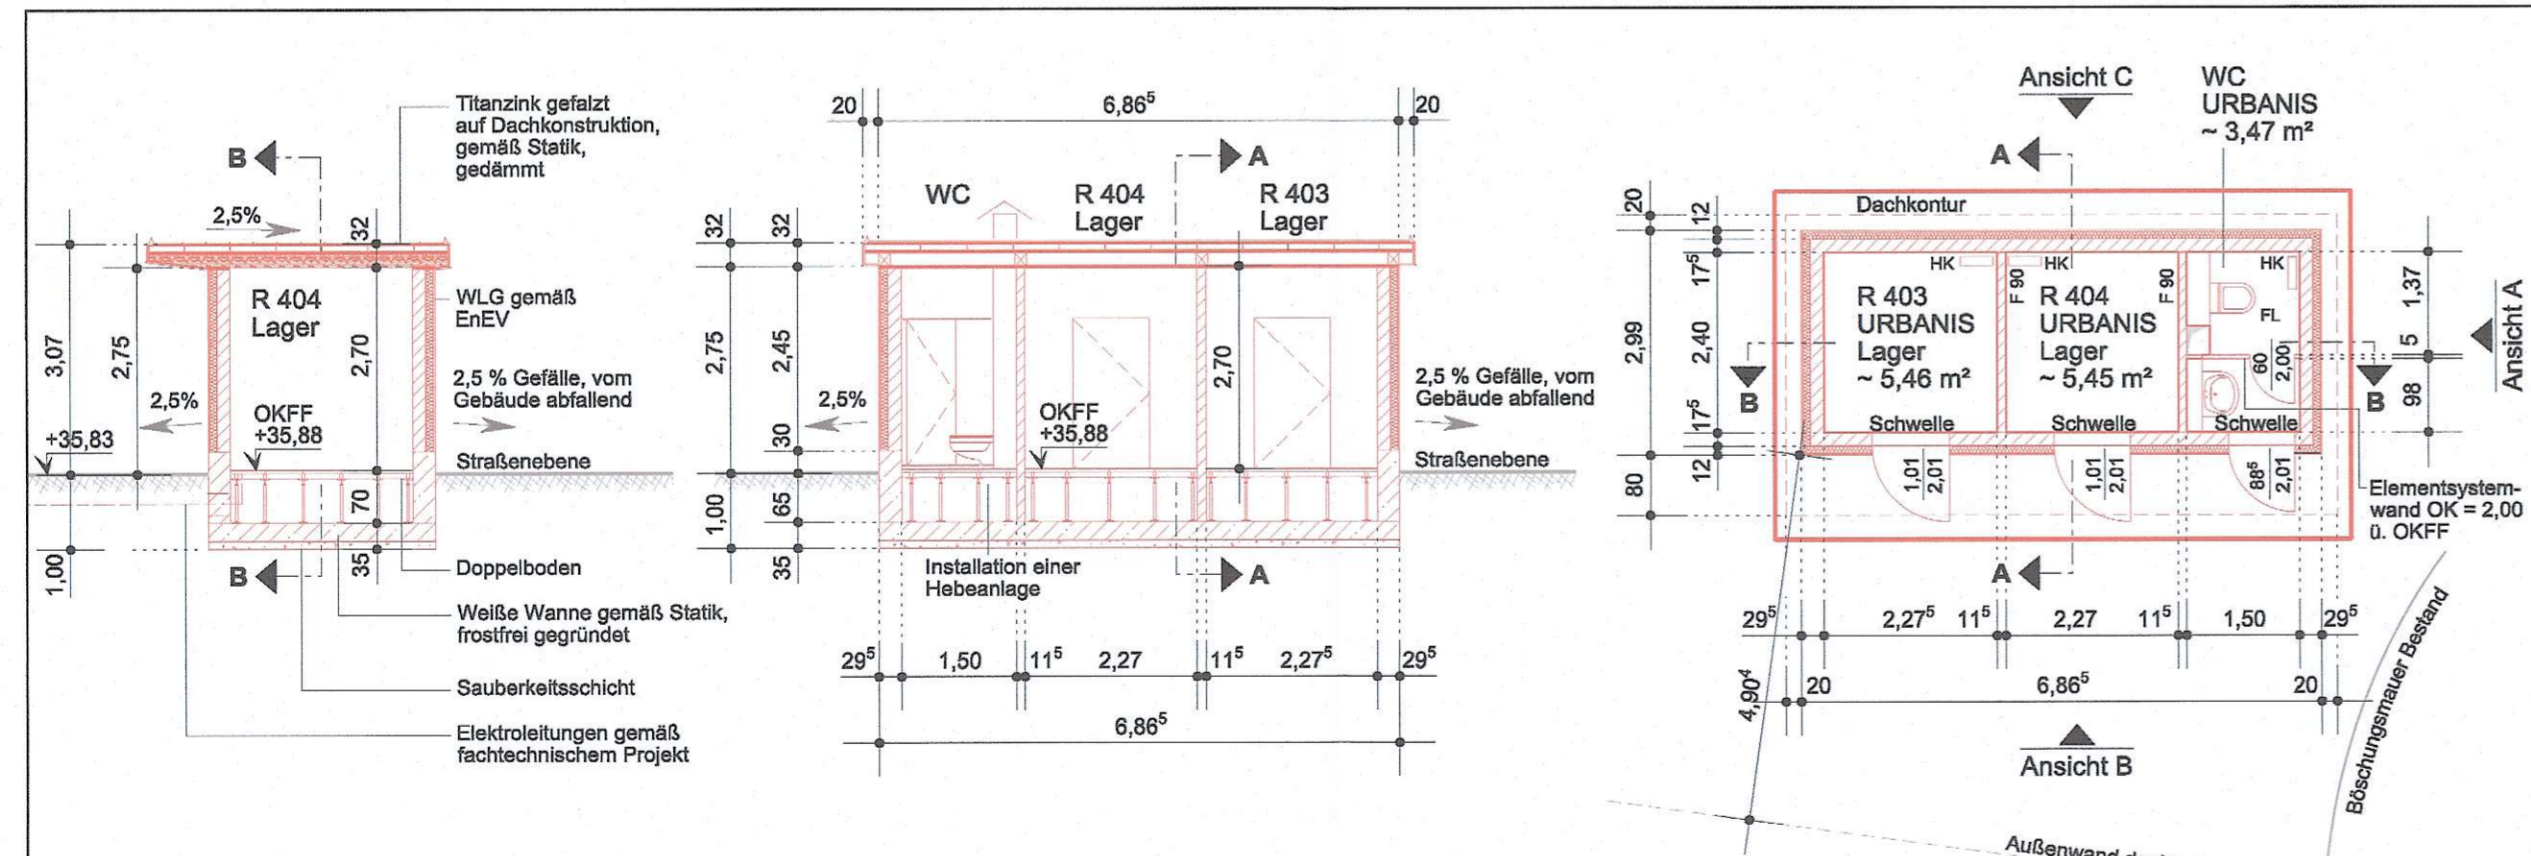 Titanzink gefalzt
auf Dachkonstruktion,
gemäß Statik,
gedämmt
B
2,5%
32
3,07
2,75
R 404
Lager
2,70
WLG gemäß
EnEV
2,5 % Gefälle, vom
Gebäude abfallend
2,5%
OKFF
+35,88
+35,83
Straßenebene
70
1,00
35
B
Doppelboden
Weiße Wanne gemäß Statik,
frostfrei gegründet
Sauberkeitsschicht
Elektroleitungen gemäß
fachtechnischem Projekt
20
6,86⁵
20
A
WC
R 404
Lager
R 403
Lager
32
32
2,75
2,45
2,70
2,5%
OKFF
+35,88
30
2,5 % Gefälle, vom
Gebäude abfallend
Straßenebene
1,00
65
35
Installation einer
Hebeanlage
A
29⁵
1,50
11⁵
2,27
11⁵
2,27⁵
29⁵
6,86⁵
Ansicht C
WC
URBANIS
~ 3,47 m²
A
20
12
Dachkontur
17⁵
HK
F 90
HK
F 90
HK
R 403
URBANIS
Lager
~ 5,46 m²
R 404
URBANIS
Lager
~ 5,45 m²
FL
1,37
5
98
Ansicht A
2,99
2,40
60
2,00
B
B
17⁵
Schwelle
Schwelle
Schwelle
80
12
1,01
2,01
1,01
2,01
88⁵
2,01
Elementsystem-
wand OK = 2,00
ü. OKFF
A
29⁵
2,27⁵
11⁵
2,27
11⁵
1,50
29⁵
4,90⁴
20
6,86⁵
20
Ansicht B
Böschungsmauer Bestand
Außenwand